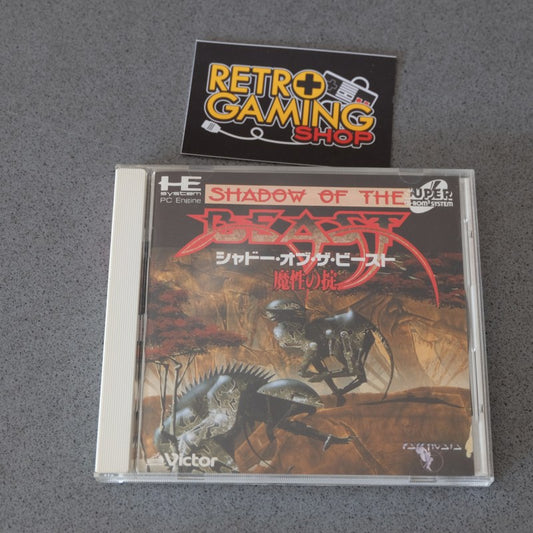 RETRO
GAMING
SHOP
HE
system
PC Engine
SHADOW OF THE
SUPER
CD-ROM² SYSTEM
BEAST
シャドー・オブ・ザ・ビースト
魔性の掟
Victor
PSYGNOSIS